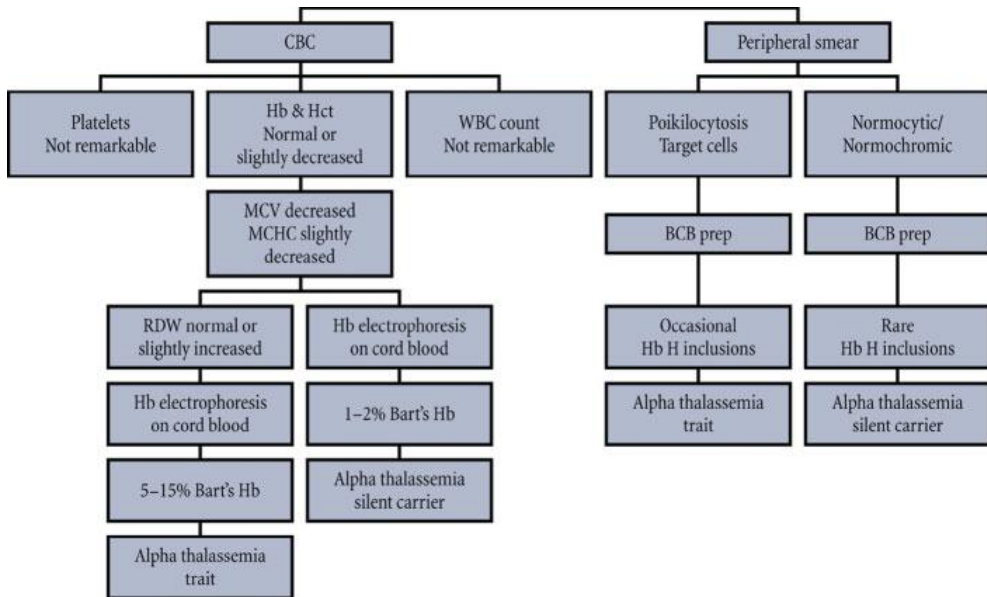 CBC
Peripheral smear
Platelets
Not remarkable
Hb & Hct
Normal or
slightly decreased
WBC count
Not remarkable
Poikilocytosis
Target cells
Normocytic/
Normochromic
MCV decreased
MCHC slightly
decreased
BCB prep
BCB prep
RDW normal or
slightly increased
Hb electrophoresis
on cord blood
Occasional
Hb H inclusions
Rare
Hb H inclusions
Hb electrophoresis
on cord blood
1–2% Bart's Hb
Alpha thalassemia
trait
Alpha thalassemia
silent carrier
5–15% Bart's Hb
Alpha thalassemia
silent carrier
Alpha thalassemia
trait